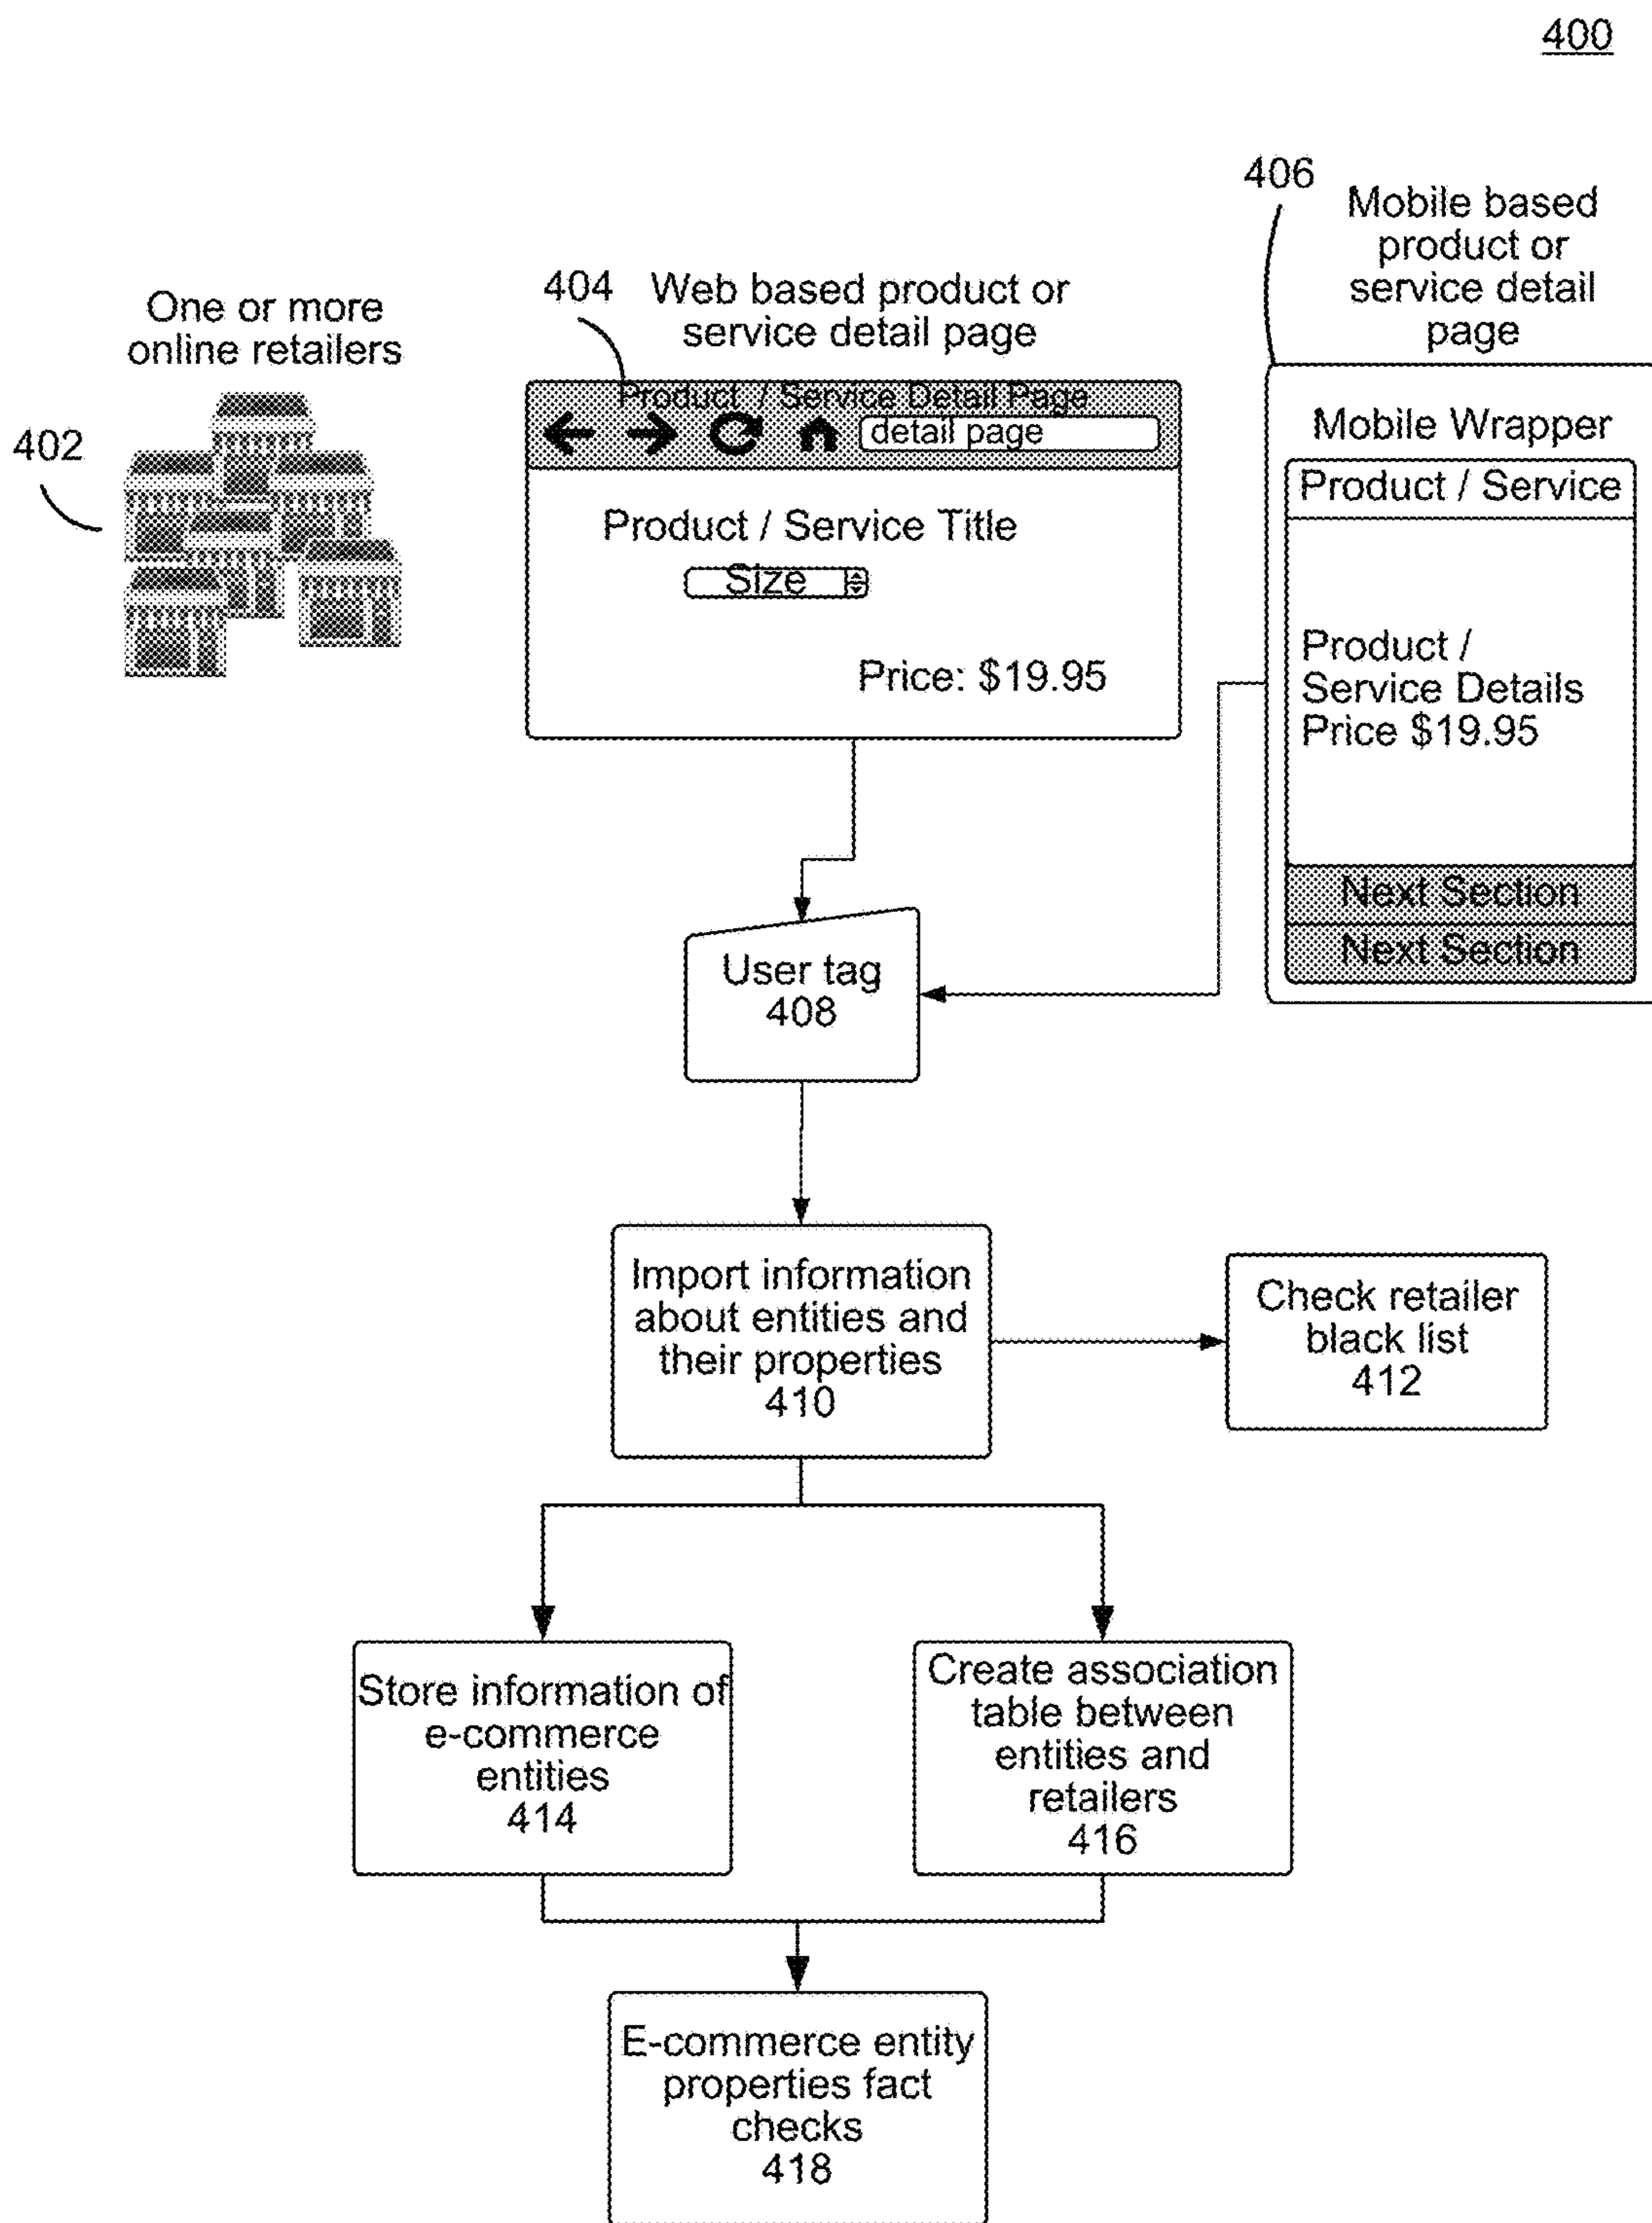 400
406
Mobile based
product or
service detail
page
404
Web based product or
service detail page
One or more
online retailers
402
Product / Service Detail Page
detail page
Product / Service Title
Size
Price: $19.95
Mobile Wrapper
Product / Service
Product /
Service Details
Price $19.95
Next Section
Next Section
User tag
408
Import information
about entities and
their properties
410
Check retailer
black list
412
Store information of
e-commerce
entities
414
Create association
table between
entities and
retailers
416
E-commerce entity
properties fact
checks
418